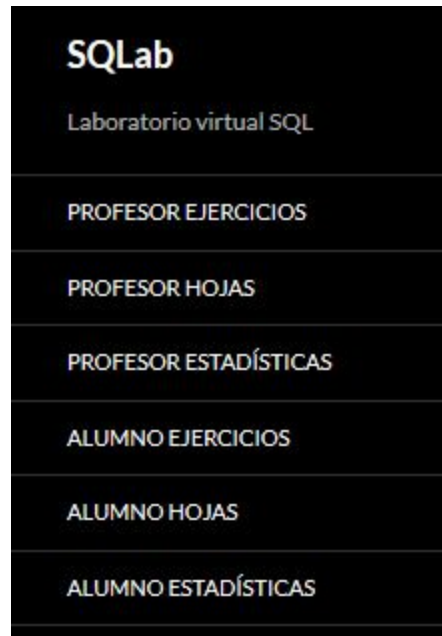 SQLab
Laboratorio virtual SQL
PROFESOR EJERCICIOS
PROFESOR HOJAS
PROFESOR ESTADÍSTICAS
ALUMNO EJERCICIOS
ALUMNO HOJAS
ALUMNO ESTADÍSTICAS